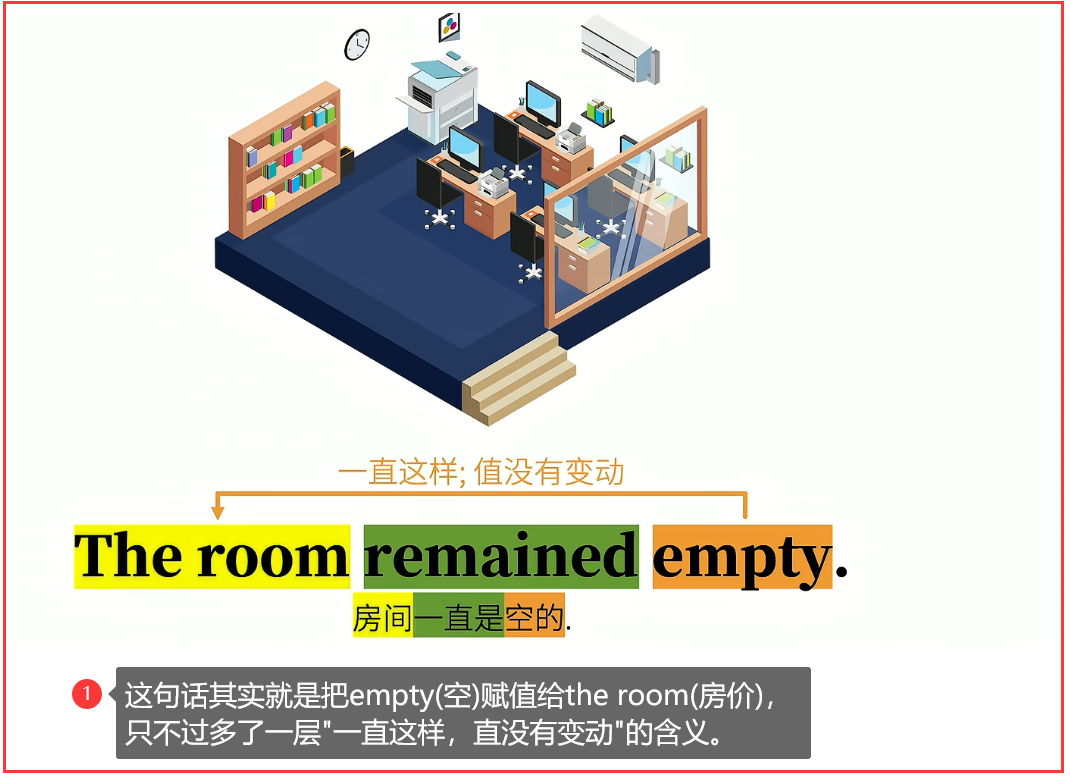 一直这样; 值没有变动
The room remained empty.
房间一直是空的.
1
这句话其实就是把empty(空)赋值给the room(房价)，
只不过多了一层"一直这样，直没有变动"的含义。